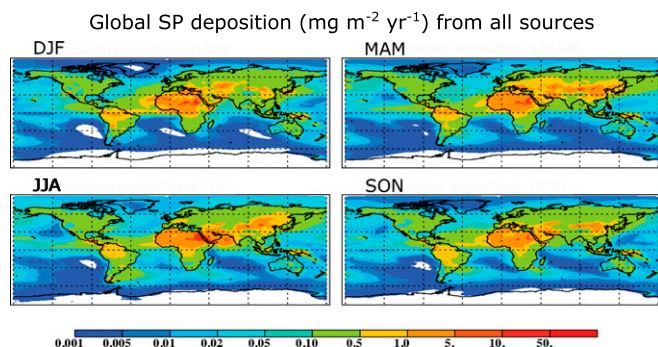 Global SP deposition (mg m⁻² yr⁻¹) from all sources
DJF
MAM
JJA
SON
0.001 0.005 0.01 0.02 0.05 0.10 0.5 1.0 5. 10. 50.